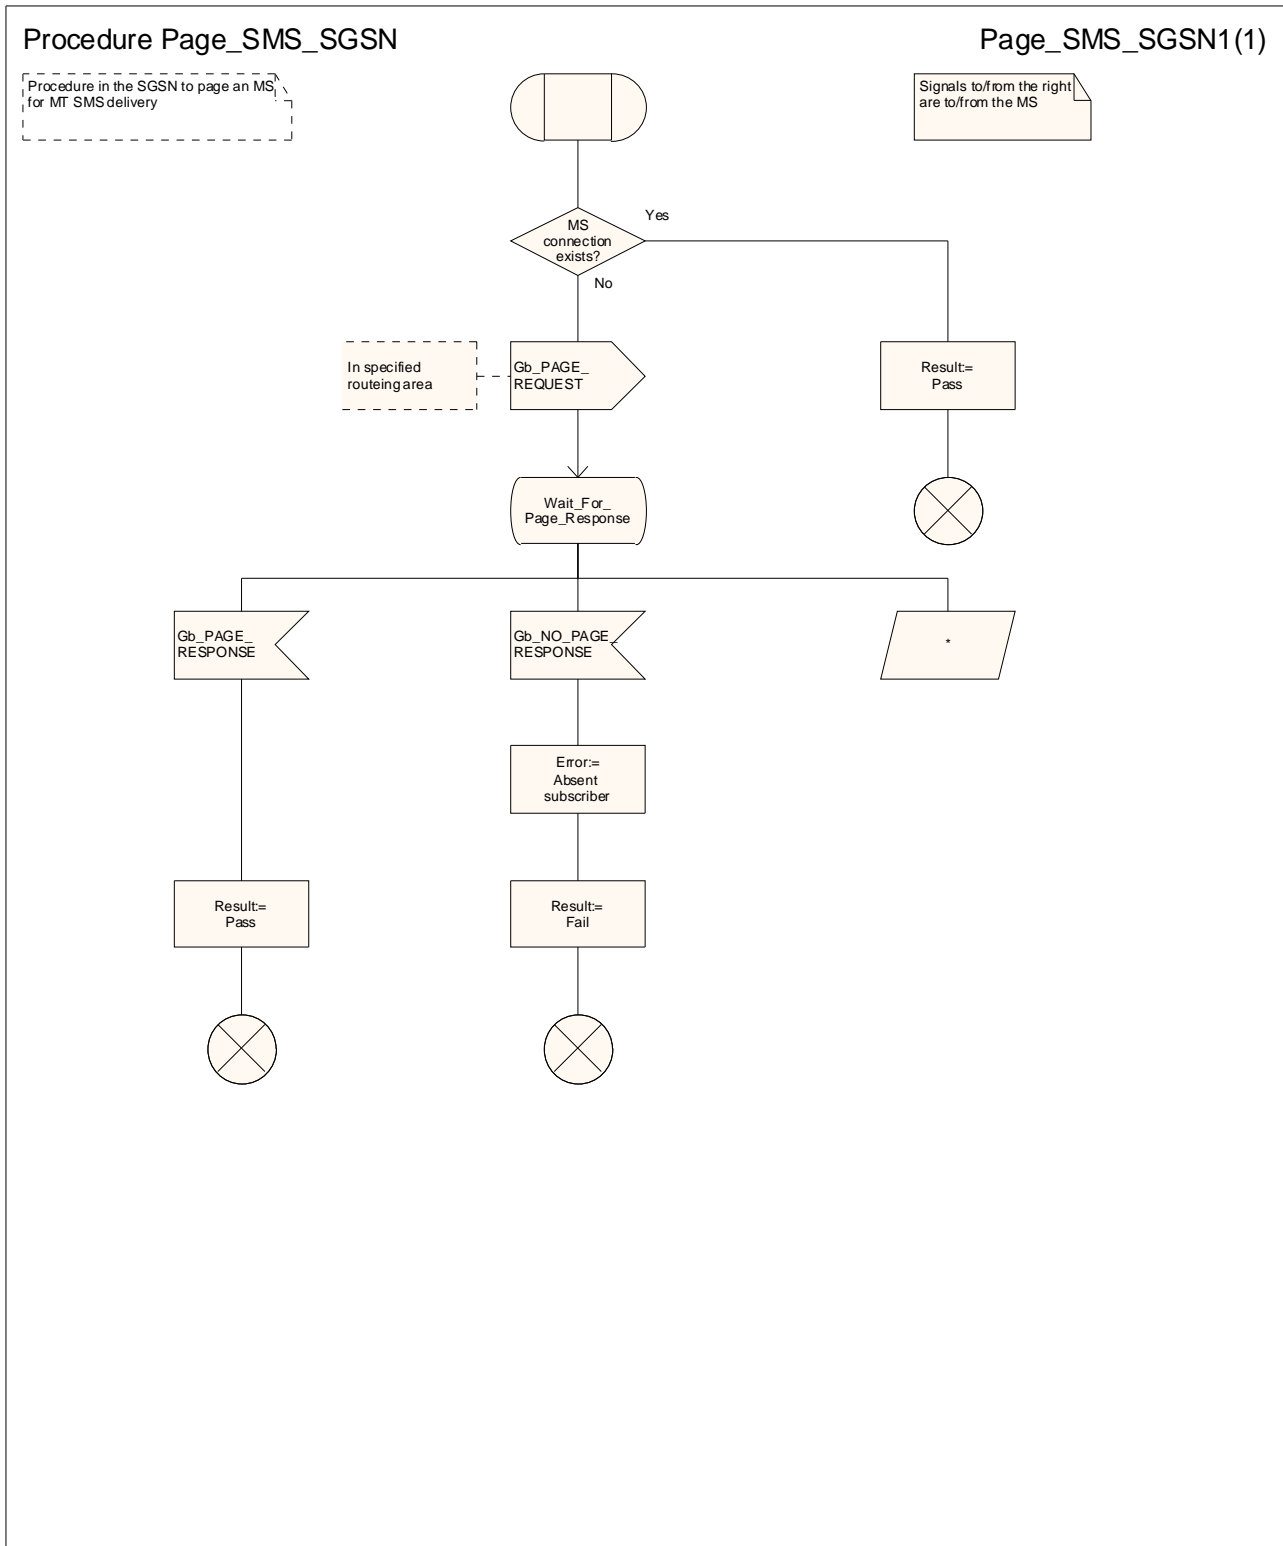 Procedure Page_SMS_SGSN
Page_SMS_SGSN1(1)
Procedure in the SGSN to page an MS
for MT SMS delivery
Signals to/from the right
are to/from the MS
MS
connection
exists?
Yes
No
In specified
routeing area
Gb_PAGE_
REQUEST
Result:=
Pass
Wait_For_
Page_Response
Gb_PAGE_
RESPONSE
Gb_NO_PAGE_
RESPONSE
*
Error:=
Absent
subscriber
Result:=
Pass
Result:=
Fail